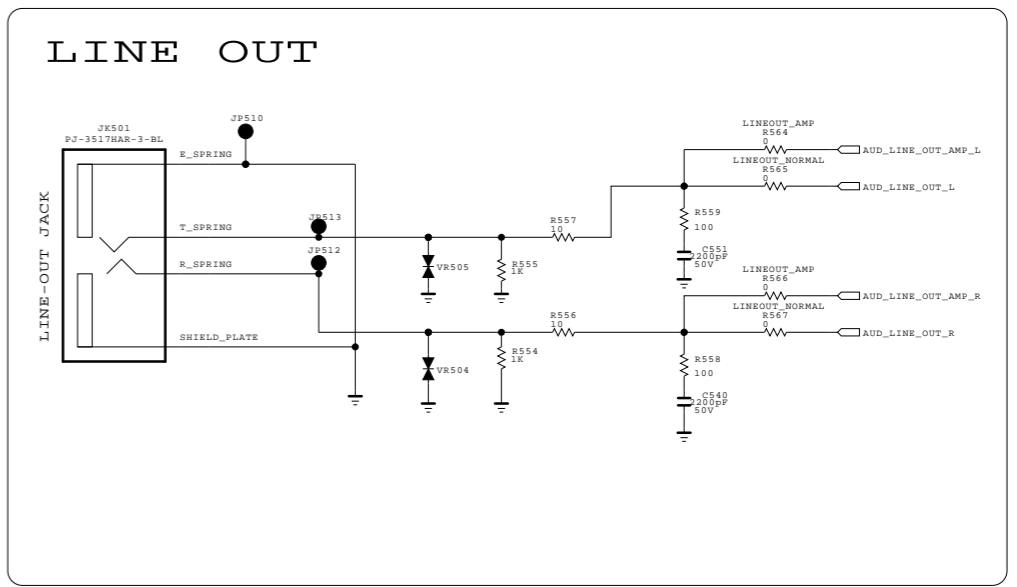 LINE OUT
JK501
PJ-3517HAR-3-BL
LINE-OUT JACK
JP510
E_SPRING
T_SPRING
JP513
R_SPRING
JP512
SHIELD_PLATE
VR505
R555
1K
R557
10
VR504
R554
1K
R556
10
LINEOUT_AMP
R564
0
AUD_LINE_OUT_AMP_L
LINEOUT_NORMAL
R565
0
AUD_LINE_OUT_L
R559
100
C551
2200pF
50V
LINEOUT_AMP
R566
0
AUD_LINE_OUT_AMP_R
LINEOUT_NORMAL
R567
0
AUD_LINE_OUT_R
R558
100
C540
2200pF
50V